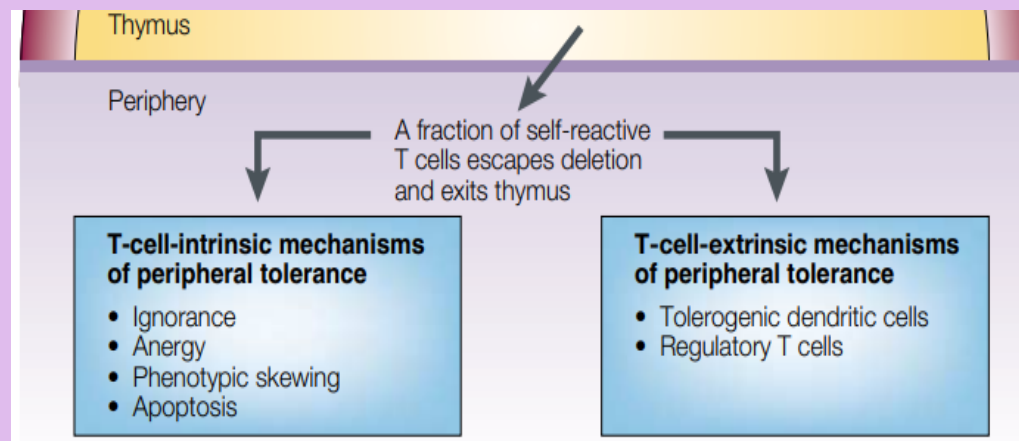 Thymus
Periphery
A fraction of self-reactive
T cells escapes deletion
and exits thymus
T-cell-intrinsic mechanisms
of peripheral tolerance
• Ignorance
• Anergy
• Phenotypic skewing
• Apoptosis
T-cell-extrinsic mechanisms
of peripheral tolerance
• Tolerogenic dendritic cells
• Regulatory T cells